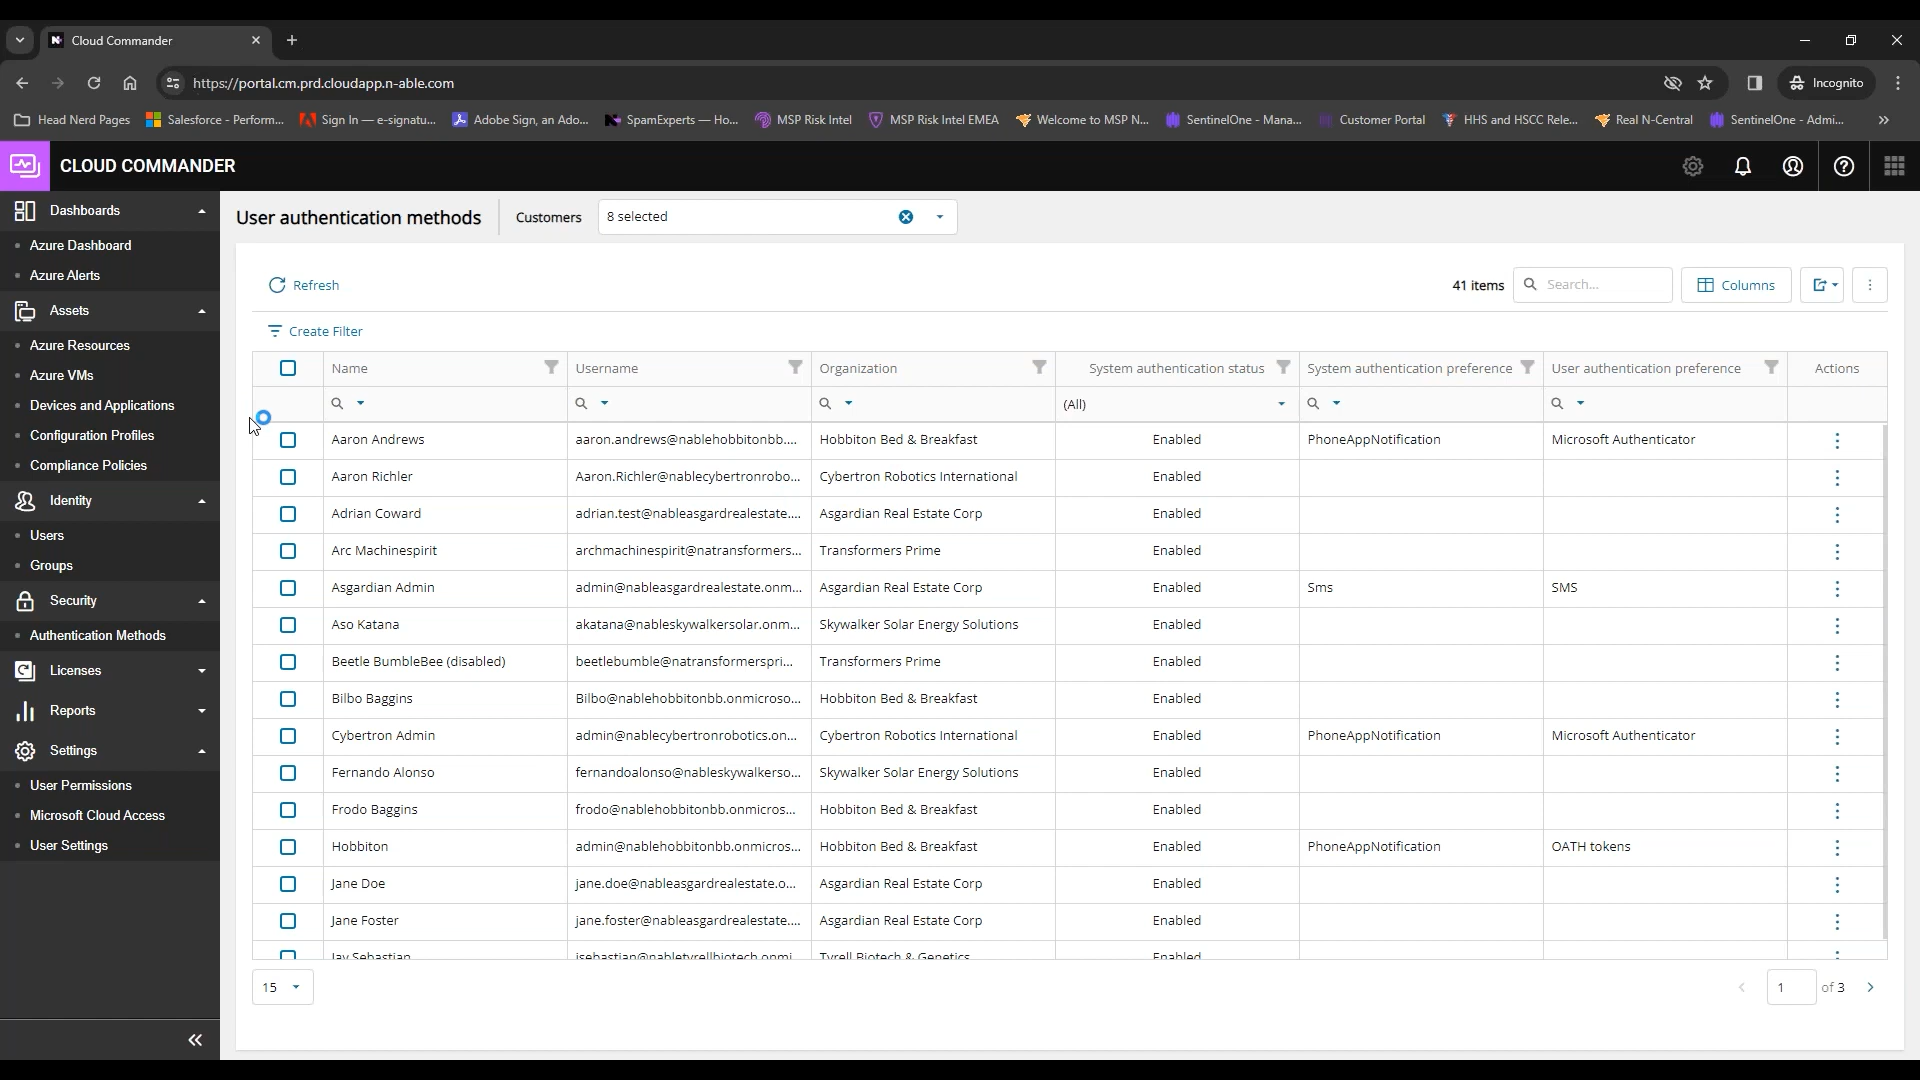 Cloud Commander
https://portal.cm.prd.cloudapp.n-able.com
Incognito
Head Nerd Pages
Salesforce - Perform...
Sign In — e-signatu...
Adobe Sign, an Ado...
SpamExperts — Ho...
MSP Risk Intel
MSP Risk Intel EMEA
Welcome to MSP N...
SentinelOne - Mana...
Customer Portal
HHS and HSCC Rele...
Real N-Central
SentinelOne - Admi...
CLOUD COMMANDER
Dashboards
Azure Dashboard
Azure Alerts
Assets
Azure Resources
Azure VMs
Devices and Applications
Configuration Profiles
Compliance Policies
Identity
Users
Groups
Security
Authentication Methods
Licenses
Reports
Settings
User Permissions
Microsoft Cloud Access
User Settings
User authentication methods
Customers
8 selected
Refresh
41 items
Search...
Columns
Create Filter
Name Username Organization System authentication status System authentication preference User authentication preference Actions
(All)
Aaron Andrews aaron.andrews@nablehobbitonbb.... Hobbiton Bed & Breakfast Enabled PhoneAppNotification Microsoft Authenticator
Aaron Richler Aaron.Richler@nablecybertronrobo... Cybertron Robotics International Enabled
Adrian Coward adrian.test@nableasgardrealestate.... Asgardian Real Estate Corp Enabled
Arc Machinespirit archmachinespirit@natransformers... Transformers Prime Enabled
Asgardian Admin admin@nableasgardrealestate.onm... Asgardian Real Estate Corp Enabled Sms SMS
Aso Katana akatana@nableskywalkersolar.onm... Skywalker Solar Energy Solutions Enabled
Beetle BumbleBee (disabled) beetlebumble@natransformerspri... Transformers Prime Enabled
Bilbo Baggins Bilbo@nablehobbitonbb.onmicroso... Hobbiton Bed & Breakfast Enabled
Cybertron Admin admin@nablecybertronrobotics.on... Cybertron Robotics International Enabled PhoneAppNotification Microsoft Authenticator
Fernando Alonso fernandoalonso@nableskywalkerso... Skywalker Solar Energy Solutions Enabled
Frodo Baggins frodo@nablehobbitonbb.onmicros... Hobbiton Bed & Breakfast Enabled
Hobbiton admin@nablehobbitonbb.onmicros... Hobbiton Bed & Breakfast Enabled PhoneAppNotification OATH tokens
Jane Doe jane.doe@nableasgardrealestate.o... Asgardian Real Estate Corp Enabled
Jane Foster jane.foster@nableasgardrealestate.... Asgardian Real Estate Corp Enabled
Jay Sebastian jsebastian@nabletyrellbiotech.onmi... Tyrell Biotech & Genetics Enabled
15
1 of 3